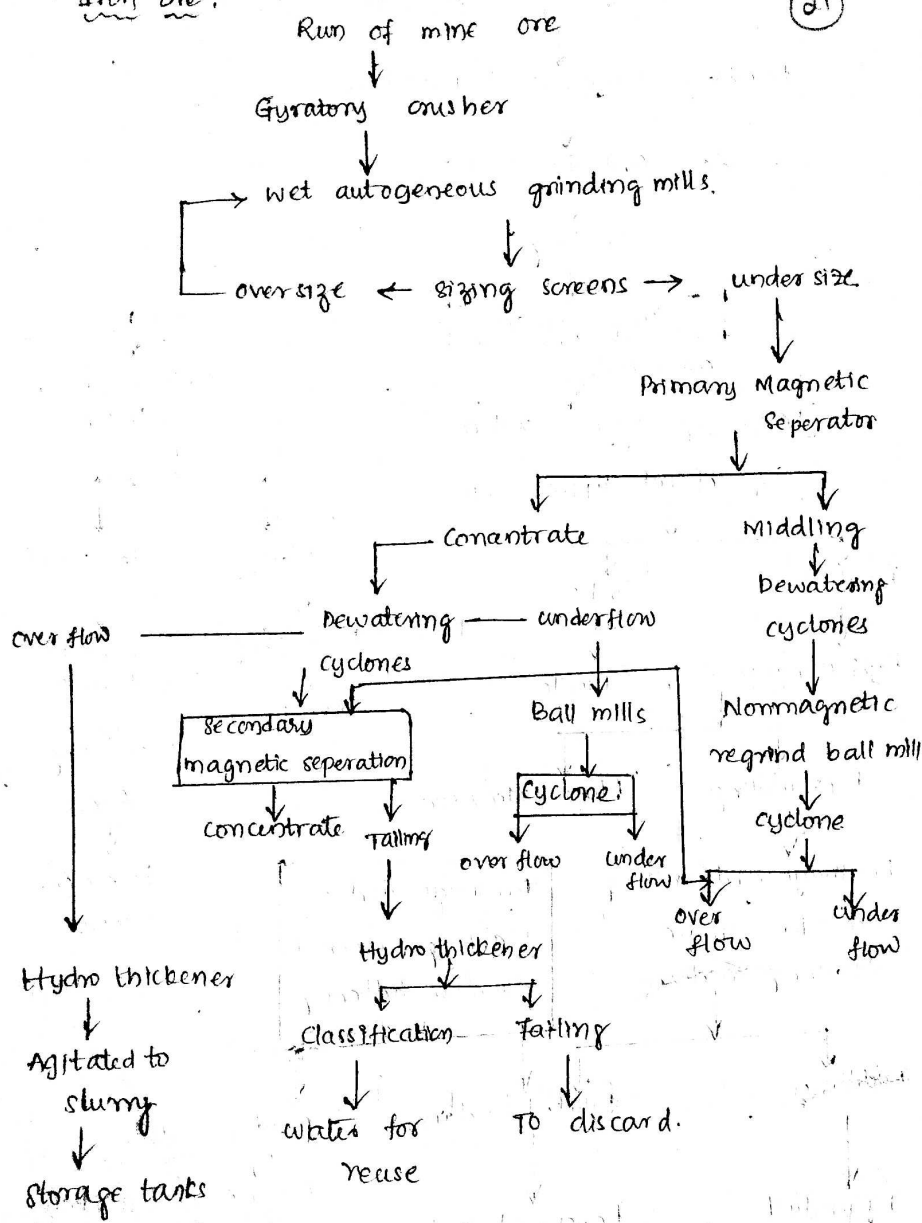 Iron ore:
21
Run of mine ore
Gyratory crusher
wet autogeneous grinding mills.
over size ← sizing screens → under size
Primary Magnetic
Seperator
Conantrate
Middling
Dewatering
cyclones
over flow
Dewatering
cyclones
underflow
Secondary
magnetic seperation
Ball mills
Nonmagnetic
regrind ball mill
Cyclone:
cyclone
concentrate
Tailing
over flow
under
flow
over
flow
under
flow
Hydro thickener
Hydro thickener
Agitated to
slurry
Storage tanks
Classification
Tailing
water for
reuse
To discard.